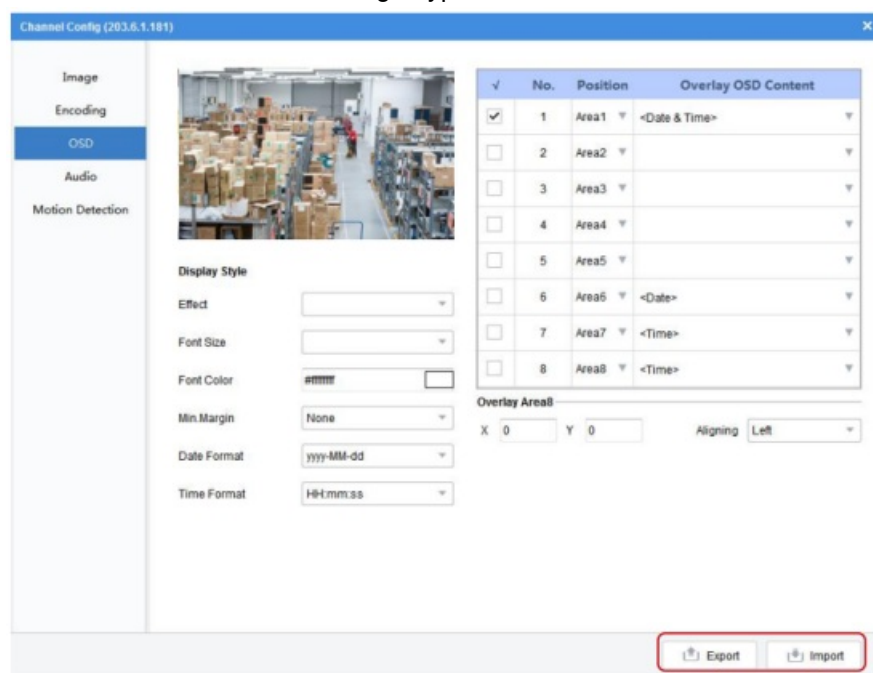 Channel Config (203.6.1.181)
Image
Encoding
OSD
Audio
Motion Detection
√ No. Position Overlay OSD Content
1 Area1 <Date & Time>
2 Area2
3 Area3
4 Area4
5 Area5
6 Area6 <Date>
7 Area7 <Time>
8 Area8 <Time>
Display Style
Effect
Font Size
Font Color #ffffffff
Min.Margin None
Date Format yyyy-MM-dd
Time Format HH:mm:ss
Overlay Area8
X 0 Y 0 Aligning Left
Export Import